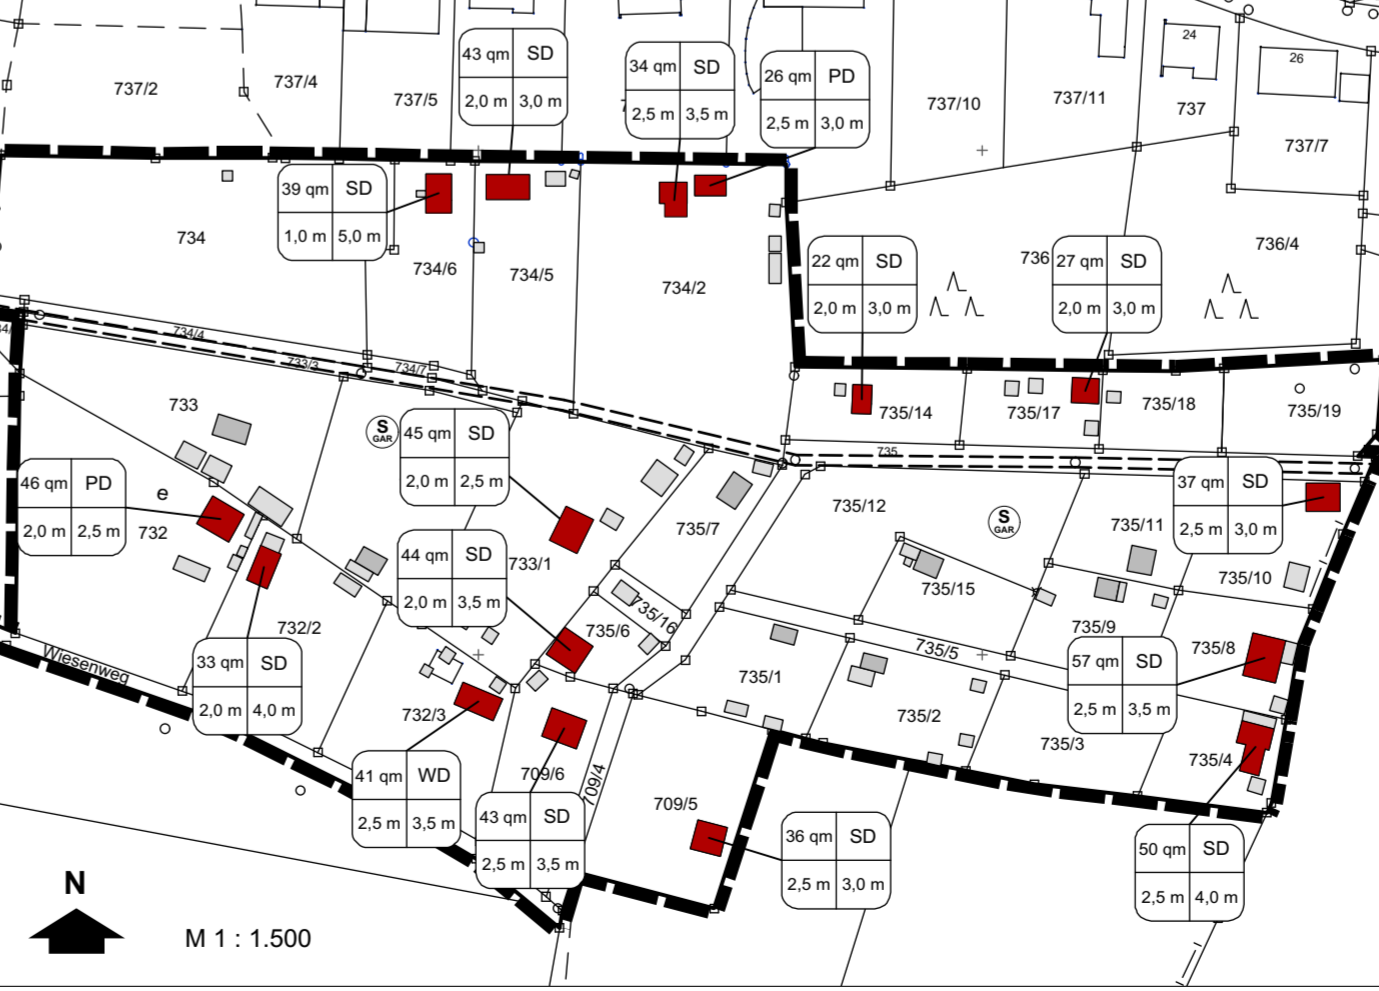 24
26
43 qm SD
2,0 m 3,0 m
34 qm SD
2,5 m 3,5 m
26 qm PD
2,5 m 3,0 m
737/2
737/4
737/5
737/10
737/11
737
737/7
39 qm SD
1,0 m 5,0 m
734
734/6
734/5
734/2
22 qm SD
2,0 m 3,0 m
736
27 qm SD
2,0 m 3,0 m
736/4
734/4
733/3
734/7
733
S
GAR
45 qm SD
2,0 m 2,5 m
735/14
735/17
735/18
735/19
735
46 qm PD
2,0 m 2,5 m
e
732
735/7
735/12
S
GAR
735/11
37 qm SD
2,5 m 3,0 m
44 qm SD
2,0 m 3,5 m
733/1
735/16
735/15
735/10
732/2
735/6
735/5
735/9
735/8
Wiesenweg
33 qm SD
2,0 m 4,0 m
735/1
57 qm SD
2,5 m 3,5 m
732/3
735/2
735/3
735/4
41 qm WD
2,5 m 3,5 m
709/6
709/4
709/5
43 qm SD
2,5 m 3,5 m
36 qm SD
2,5 m 3,0 m
50 qm SD
2,5 m 4,0 m
N
M 1 : 1.500